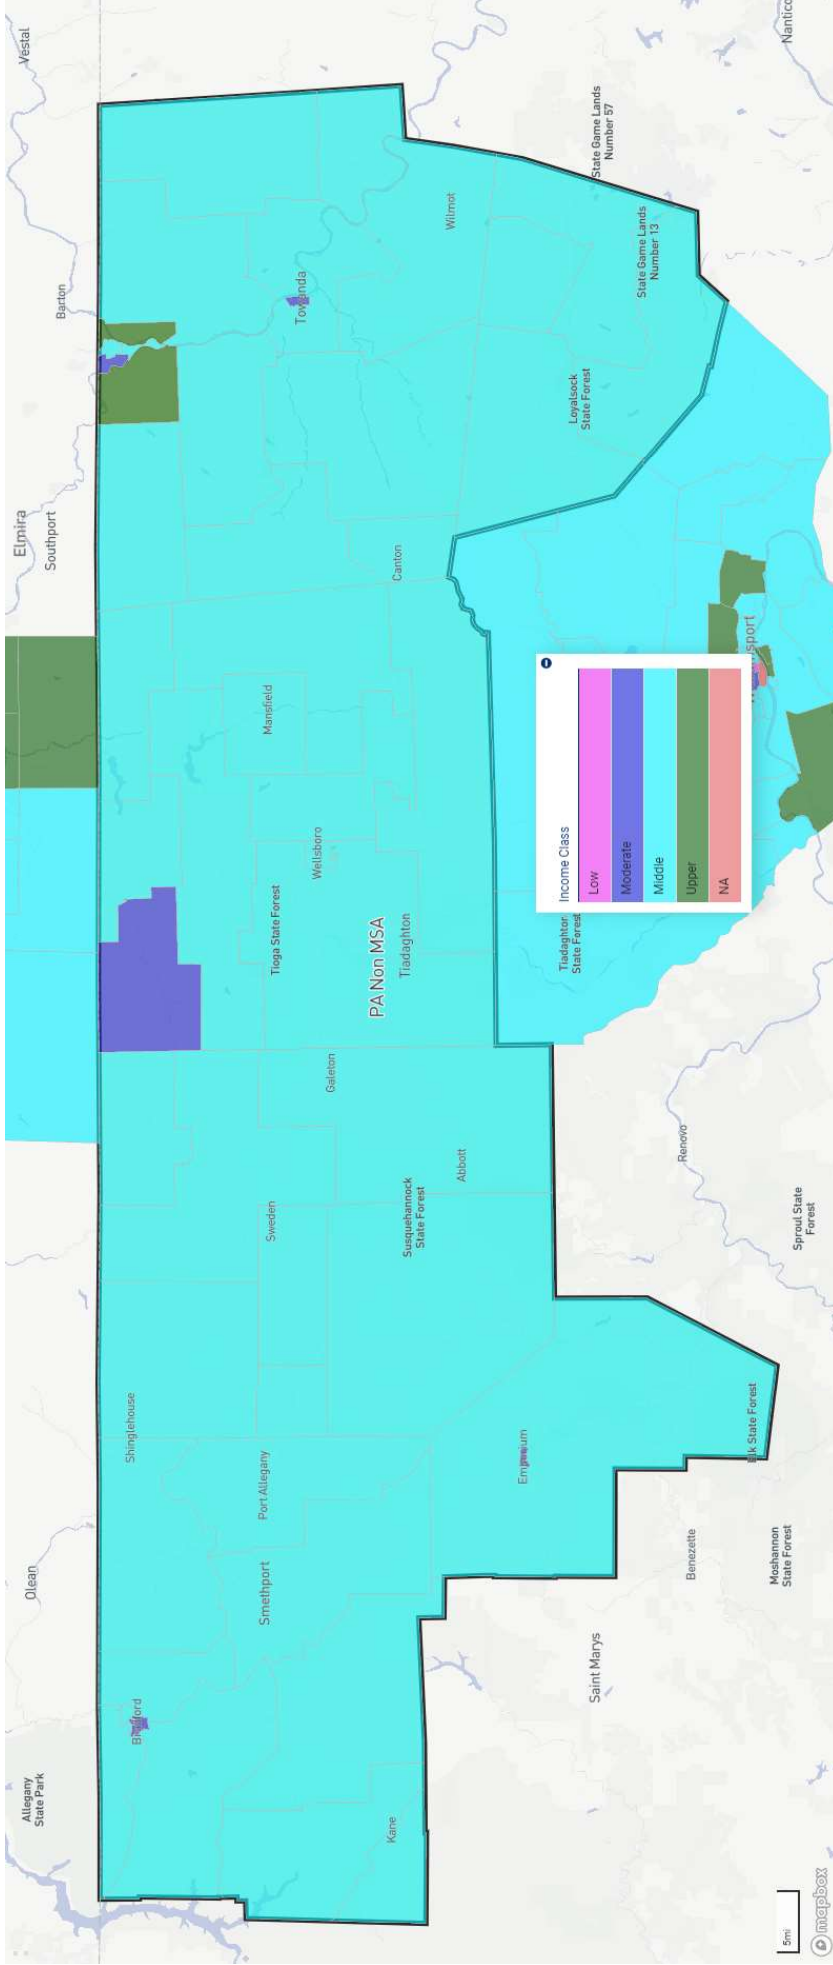 Allegany
State Park
Olean
Elmira
Southport
Barton
Vestal
Bradford
Shinglehouse
Smethport
Port Allegany
Sweden
Tioga State Forest
Mansfield
Towanda
Galeton
Wellsboro
Kane
Susquehannock
State Forest
PA Non MSA
Tiadaghton
Canton
Abbott
Wilmot
Emporium
Saint Marys
Tiadaghton
State Forest
Income Class
Low
Moderate
Middle
Upper
NA
Loyalsock
State Forest
State Game Lands
Number 57
State Game Lands
Number 13
Benezette
Renovo
Elk State Forest
Moshannon
State Forest
Sproul State
Forest
5mi
mapbox